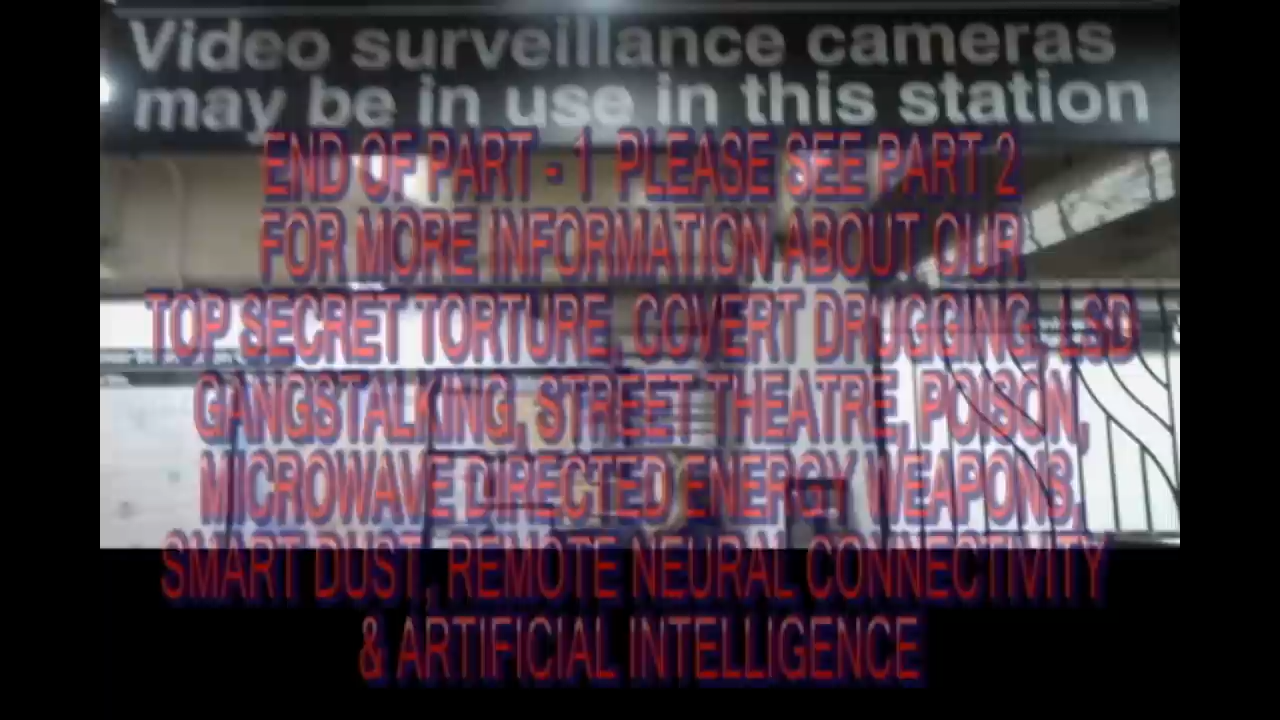 Video surveillance cameras
may be in use in this station
END OF PART - 1 PLEASE SEE PART 2
FOR MORE INFORMATION ABOUT OUR
TOP SECRET TORTURE, COVERT DRUGGING, LSD
GANGSTALKING, STREET THEATRE, POISON,
MICROWAVE DIRECTED ENERGY WEAPONS,
SMART DUST, REMOTE NEURAL CONNECTIVITY
& ARTIFICIAL INTELLIGENCE